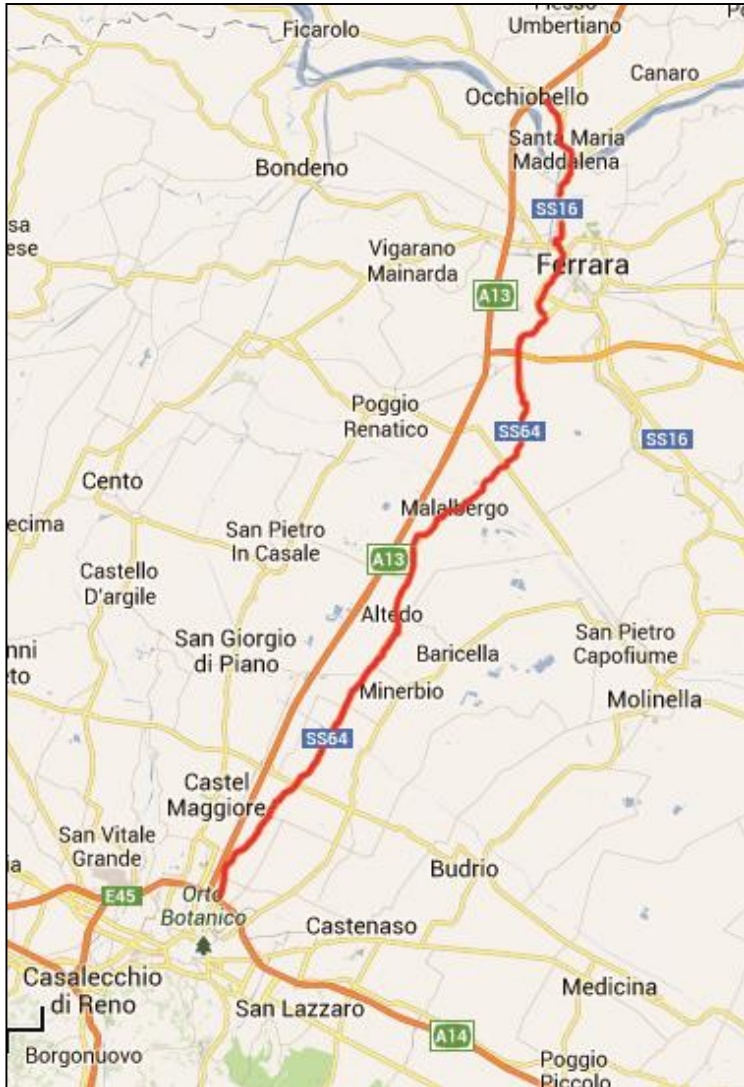 Ficarolo
Umbertiano
Canaro
Occhiobello
Santa Maria
Maddalena
Bondeno
SS16
Vigarano
Mainarda
Ferrara
A13
Poggio
Renatico
SS64
SS16
Cento
Malalbergo
San Pietro
In Casale
A13
Castello
D'argile
Altedo
San Giorgio
di Piano
Baricella
San Pietro
Capofiume
Minerbio
Molinella
SS64
Castel
Maggiore
San Vitale
Grande
Budrio
E45
Orto
Botanico
Castenaso
Casalecchio
di Reno
Medicina
San Lazzaro
A14
Borgonuovo
Poggio
Piccolo